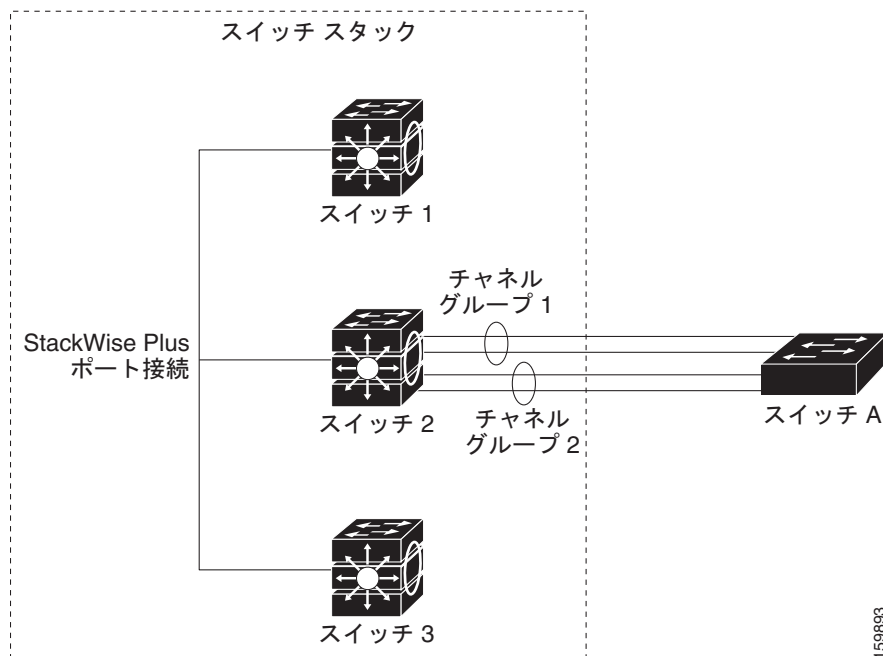 スイッチ スタック
スイッチ 1
チャネル
グループ 1
StackWise Plus
ポート接続
スイッチ 2
チャネル
グループ 2
スイッチ A
スイッチ 3
159893